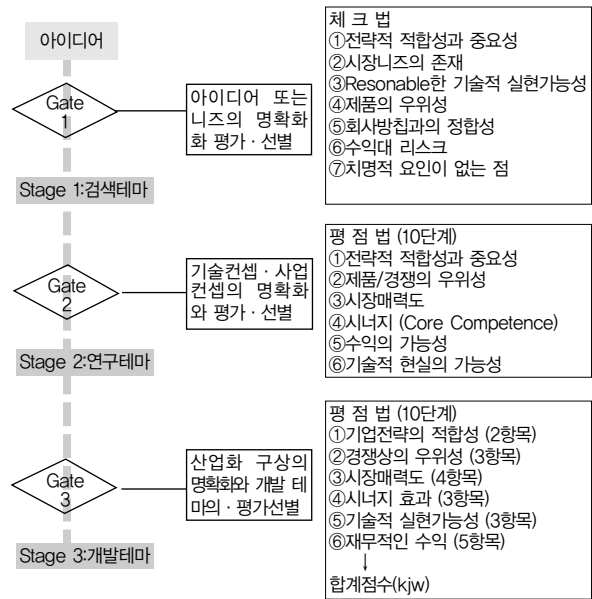 아이디어
Gate
1
아이디어 또는
니즈의 명확화
화 평가 · 선별
체 크 법
①전략적 적합성과 중요성
②시장니즈의 존재
③Resonable한 기술적 실현가능성
④제품의 우위성
⑤회사방칩과의 정합성
⑥수익대 리스크
⑦치명적 요인이 없는 점
Stage 1:검색테마
Gate
2
기술컨셉 · 사업
컨셉의 명확화
와 평가 · 선별
평 점 법 (10단계)
①전략적 적합성과 중요성
②제품/경쟁의 우위성
③시장매력도
④시너지 (Core Competence)
⑤수익의 가능성
⑥기술적 현실의 가능성
Stage 2:연구테마
Gate
3
산업화 구상의
명확화와 개발 테
마의 · 평가선별
평 점 법 (10단계)
①기업전략의 적합성 (2항목)
②경쟁상의 우위성 (3항목)
③시장매력도 (4항목)
④시너지 효과 (3항목)
⑤기술적 실현가능성 (3항목)
⑥재무적인 수익 (5항목)
↓
합계점수(kjw)
Stage 3:개발테마